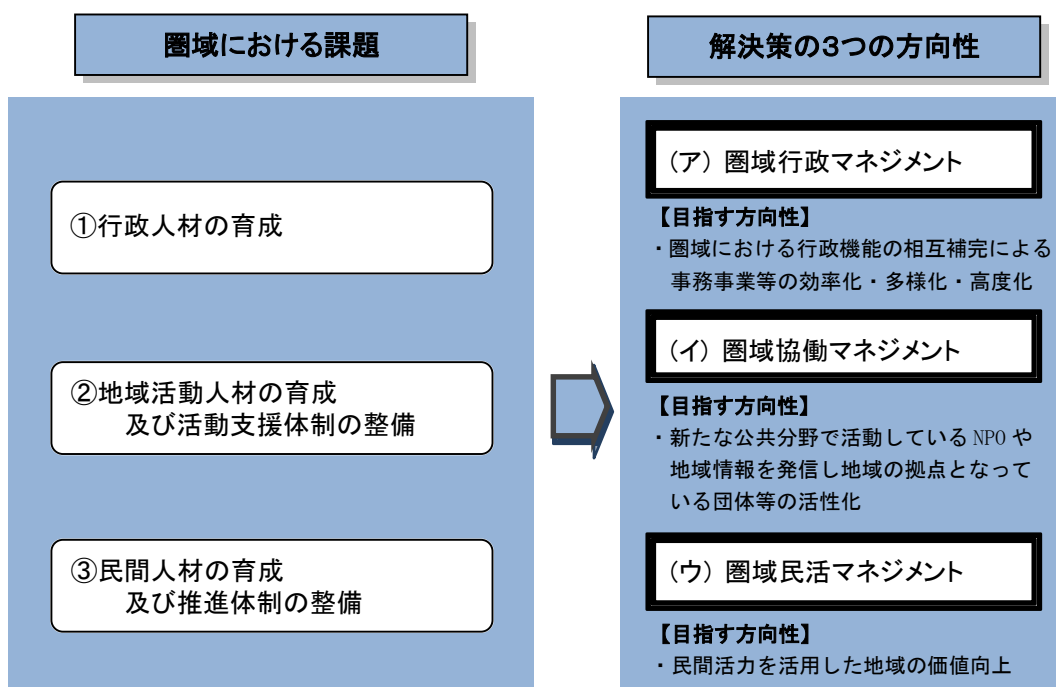 圏域における課題
①行政人材の育成
②地域活動人材の育成
及び活動支援体制の整備
③民間人材の育成
及び推進体制の整備
解決策の3つの方向性
(ア) 圏域行政マネジメント
【目指す方向性】
・圏域における行政機能の相互補完による
事務事業等の効率化・多様化・高度化
(イ) 圏域協働マネジメント
【目指す方向性】
・新たな公共分野で活動している NPO や
地域情報を発信し地域の拠点となって
いる団体等の活性化
(ウ) 圏域民活マネジメント
【目指す方向性】
・民間活力を活用した地域の価値向上